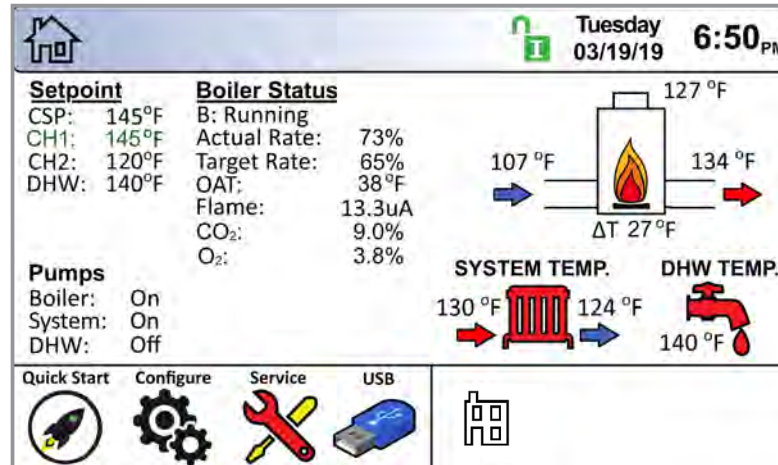 Tuesday
03/19/19
6:50 PM
Setpoint
CSP: 145°F
CH1: 145°F
CH2: 120°F
DHW: 140°F
Boiler Status
B: Running
Actual Rate: 73%
Target Rate: 65%
OAT: 38°F
Flame: 13.3uA
CO₂: 9.0%
O₂: 3.8%
127 °F
107 °F
134 °F
ΔT 27 °F
Pumps
Boiler: On
System: On
DHW: Off
SYSTEM TEMP.
130 °F
124 °F
DHW TEMP.
140 °F
Quick Start
Configure
Service
USB